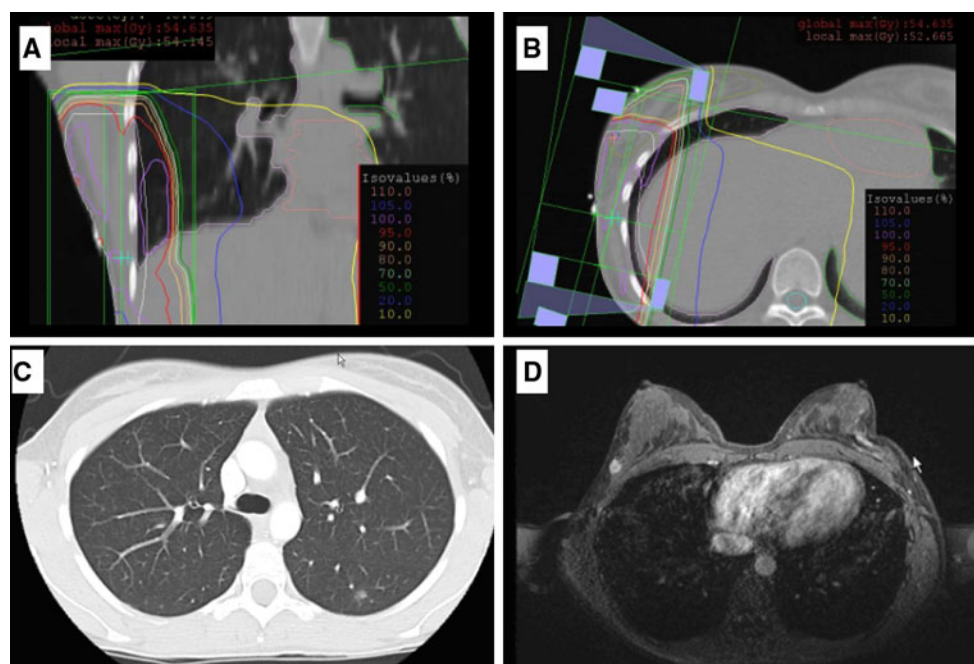 A
global max(Gy):54.635
local max(Gy):54.145
Isovalues(%)
110.0
105.0
100.0
95.0
90.0
80.0
70.0
50.0
20.0
10.0
B
global max(Gy):54.635
local max(Gy):52.665
Isovalues(%)
110.0
105.0
100.0
95.0
90.0
80.0
70.0
50.0
20.0
10.0
C
D